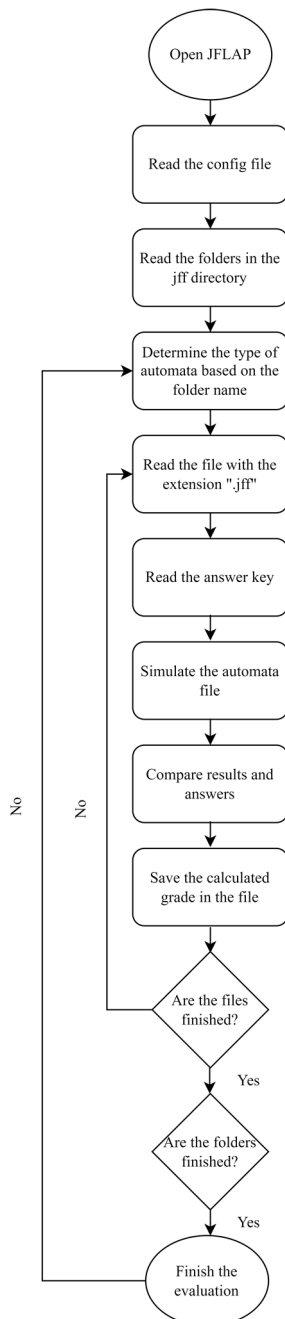 Open JFLAP
Read the config file
Read the folders in the
jff directory
Determine the type of
automata based on the
folder name
Read the file with the
extension ".jff"
Read the answer key
Simulate the automata
file
Compare results and
answers
Save the calculated
grade in the file
No
No
Are the files
finished?
Yes
Are the folders
finished?
Yes
Finish the
evaluation